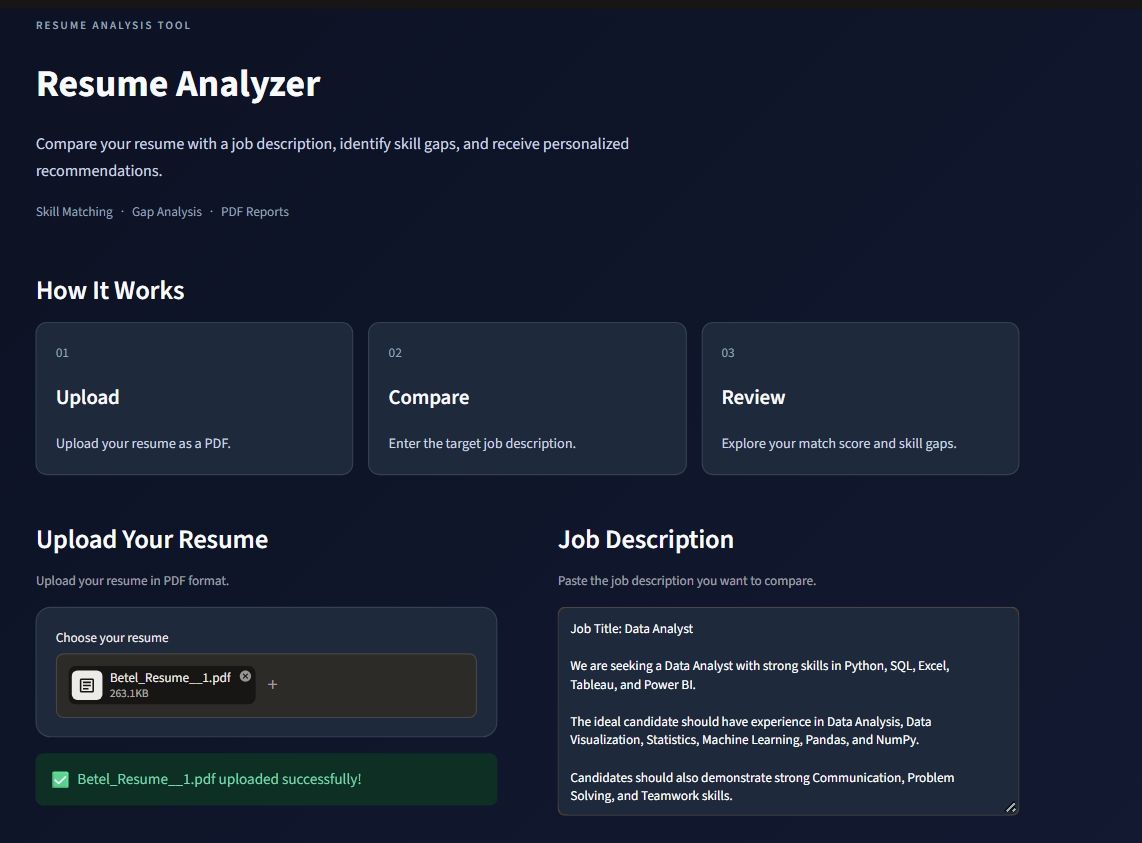 RESUME ANALYSIS TOOL
Resume Analyzer
Compare your resume with a job description, identify skill gaps, and receive personalized
recommendations.
Skill Matching · Gap Analysis · PDF Reports
How It Works
01
Upload
Upload your resume as a PDF.
02
Compare
Enter the target job description.
03
Review
Explore your match score and skill gaps.
Upload Your Resume
Upload your resume in PDF format.
Choose your resume
Betel_Resume__1.pdf
263.1KB
Betel_Resume__1.pdf uploaded successfully!
Job Description
Paste the job description you want to compare.
Job Title: Data Analyst
We are seeking a Data Analyst with strong skills in Python, SQL, Excel,
Tableau, and Power BI.
The ideal candidate should have experience in Data Analysis, Data
Visualization, Statistics, Machine Learning, Pandas, and NumPy.
Candidates should also demonstrate strong Communication, Problem
Solving, and Teamwork skills.